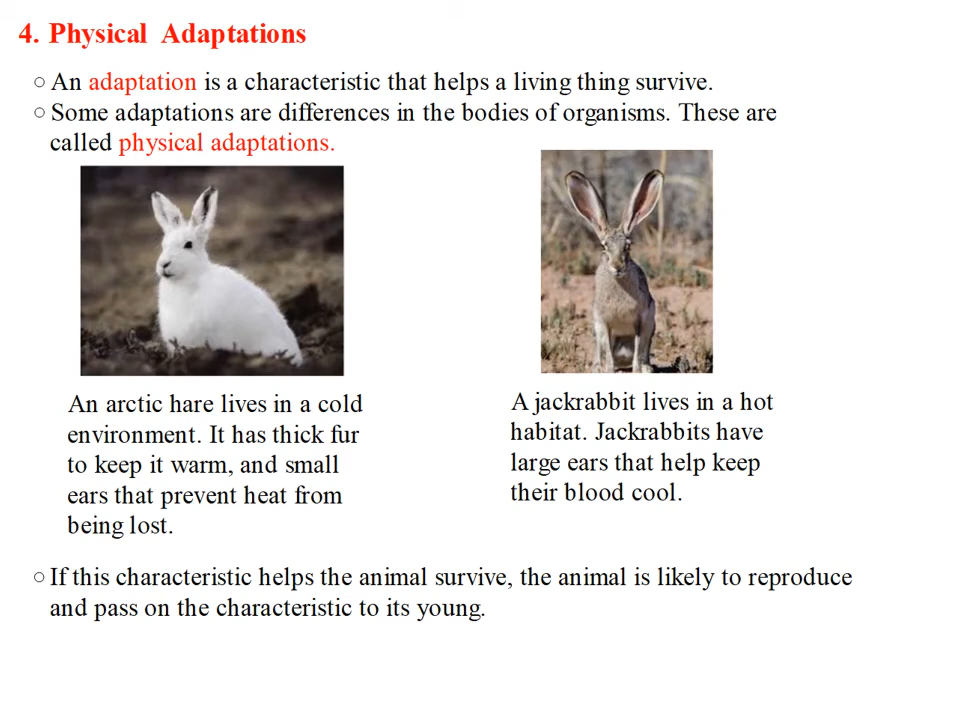 4. Physical Adaptations
○ An adaptation is a characteristic that helps a living thing survive.
○ Some adaptations are differences in the bodies of organisms. These are
called physical adaptations.
An arctic hare lives in a cold
environment. It has thick fur
to keep it warm, and small
ears that prevent heat from
being lost.
A jackrabbit lives in a hot
habitat. Jackrabbits have
large ears that help keep
their blood cool.
○ If this characteristic helps the animal survive, the animal is likely to reproduce
and pass on the characteristic to its young.